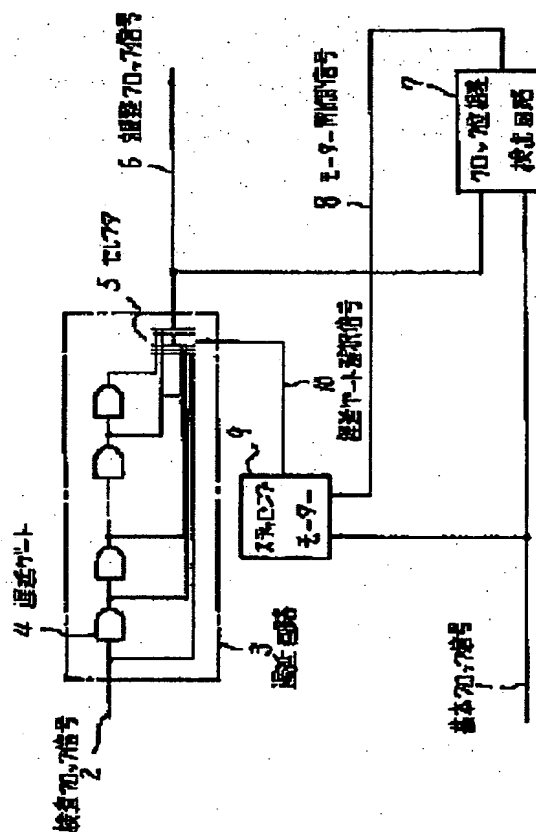 検査クロック信号
2
4 遅延ゲート
3
遅延回路
5 セレクタ
6 調整クロック信号
9
ステッピング
モーター
10
遅延ゲート選択信号
8 モーター制御信号
7
クロック位相差
検出回路
基本クロック信号
1